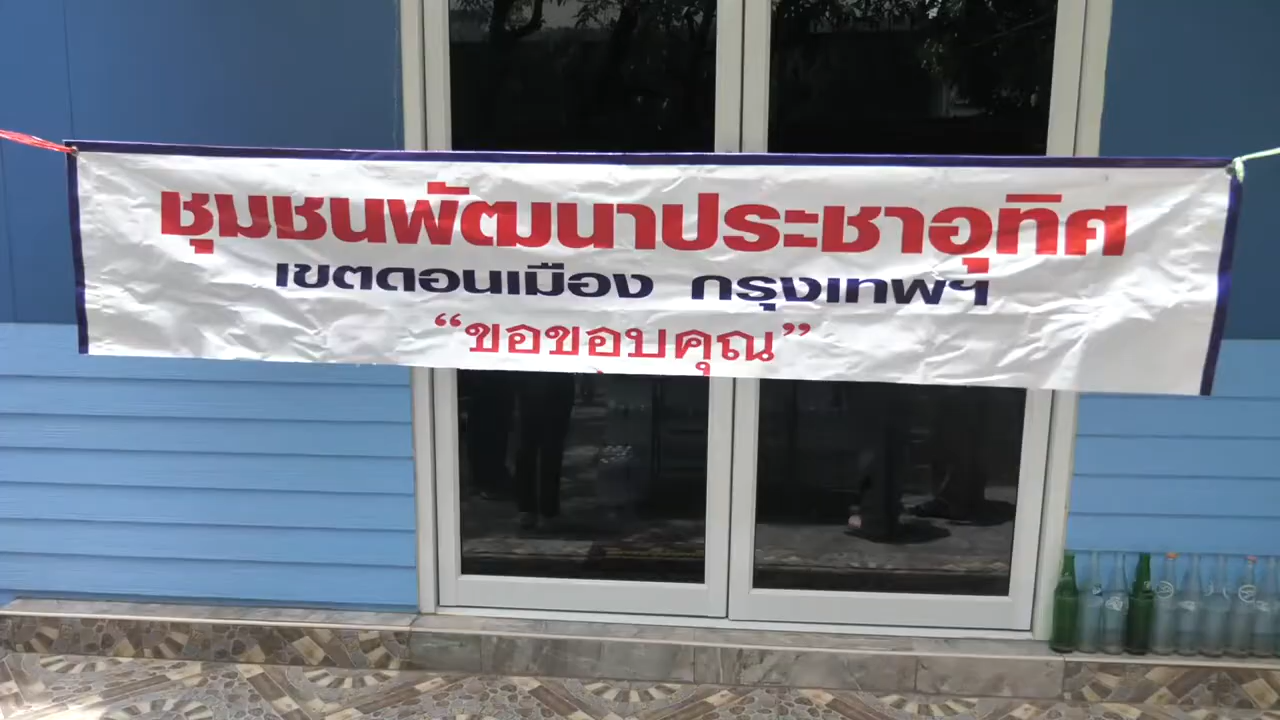 ชุมชนพัฒนาประชาอุทิศ
เขตดอนเมือง กรุงเทพฯ
“ขอขอบคุณ”